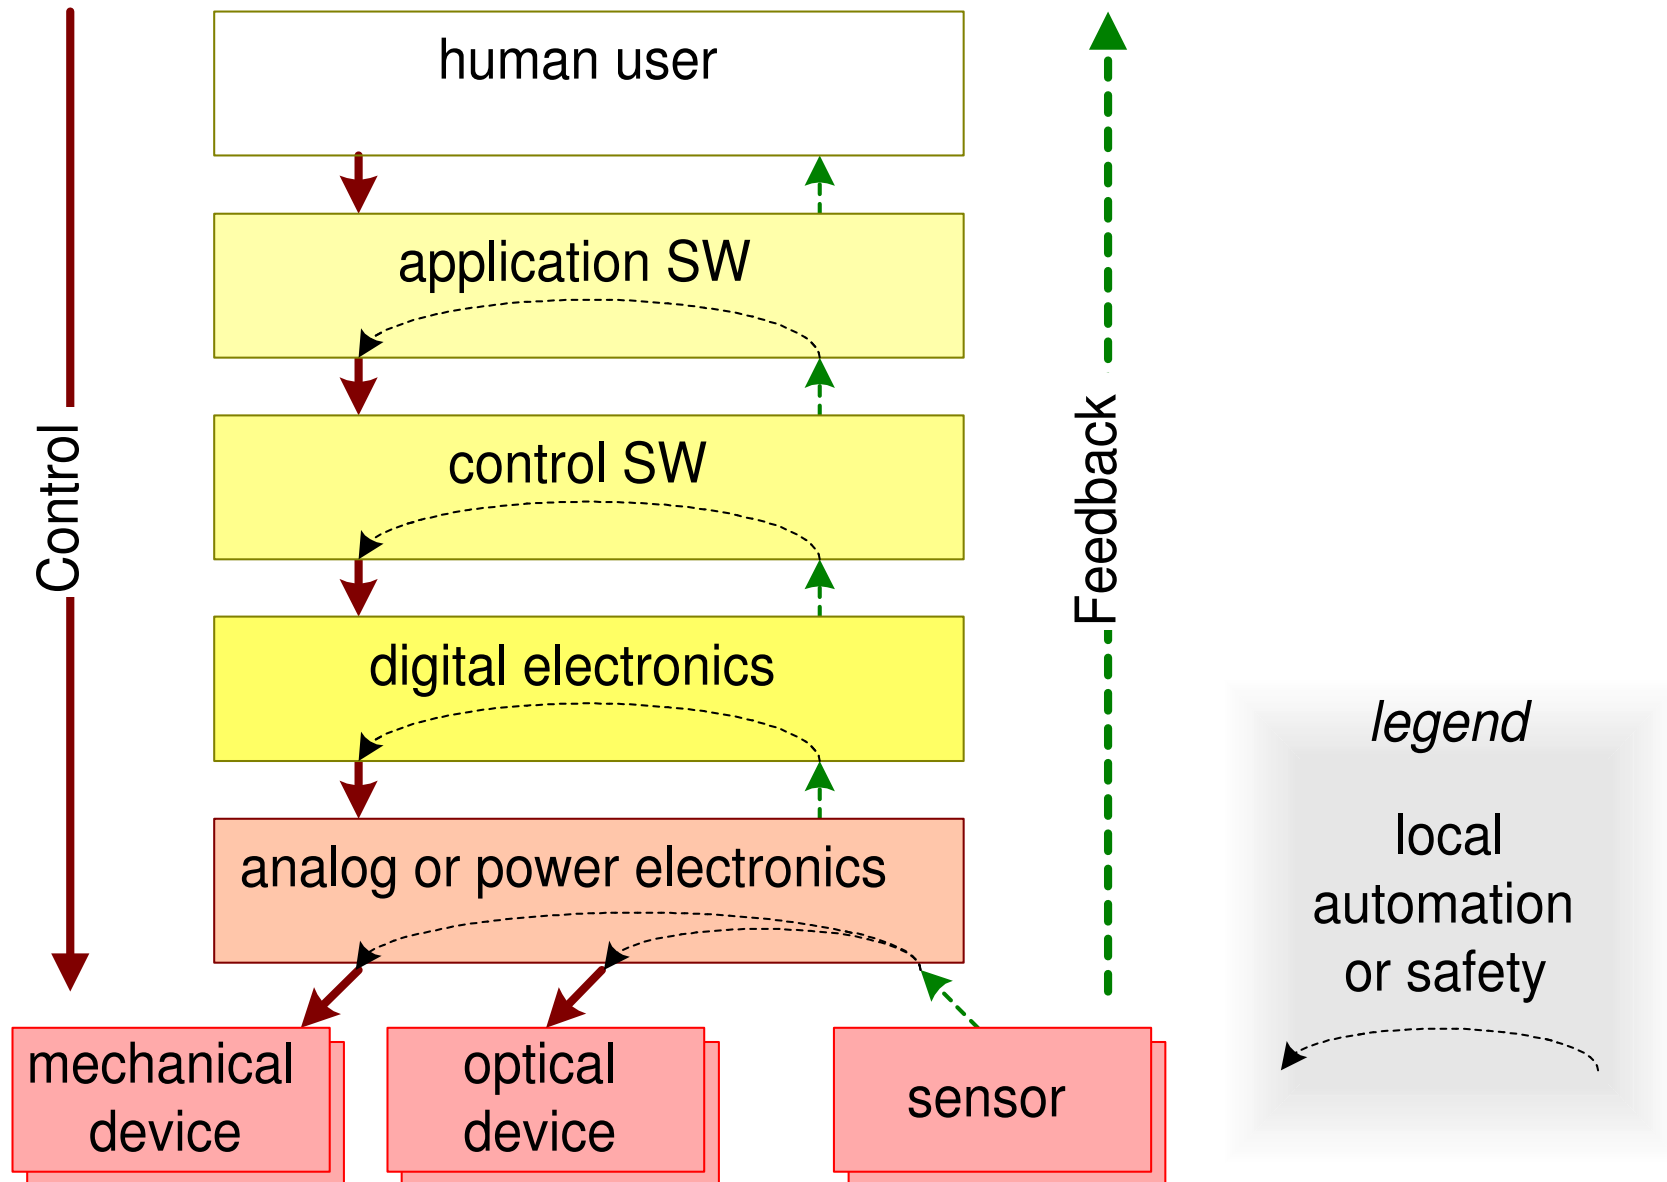 human user
application SW
control SW
digital electronics
analog or power electronics
mechanical
device
optical
device
sensor
Control
Feedback
legend
local
automation
or safety